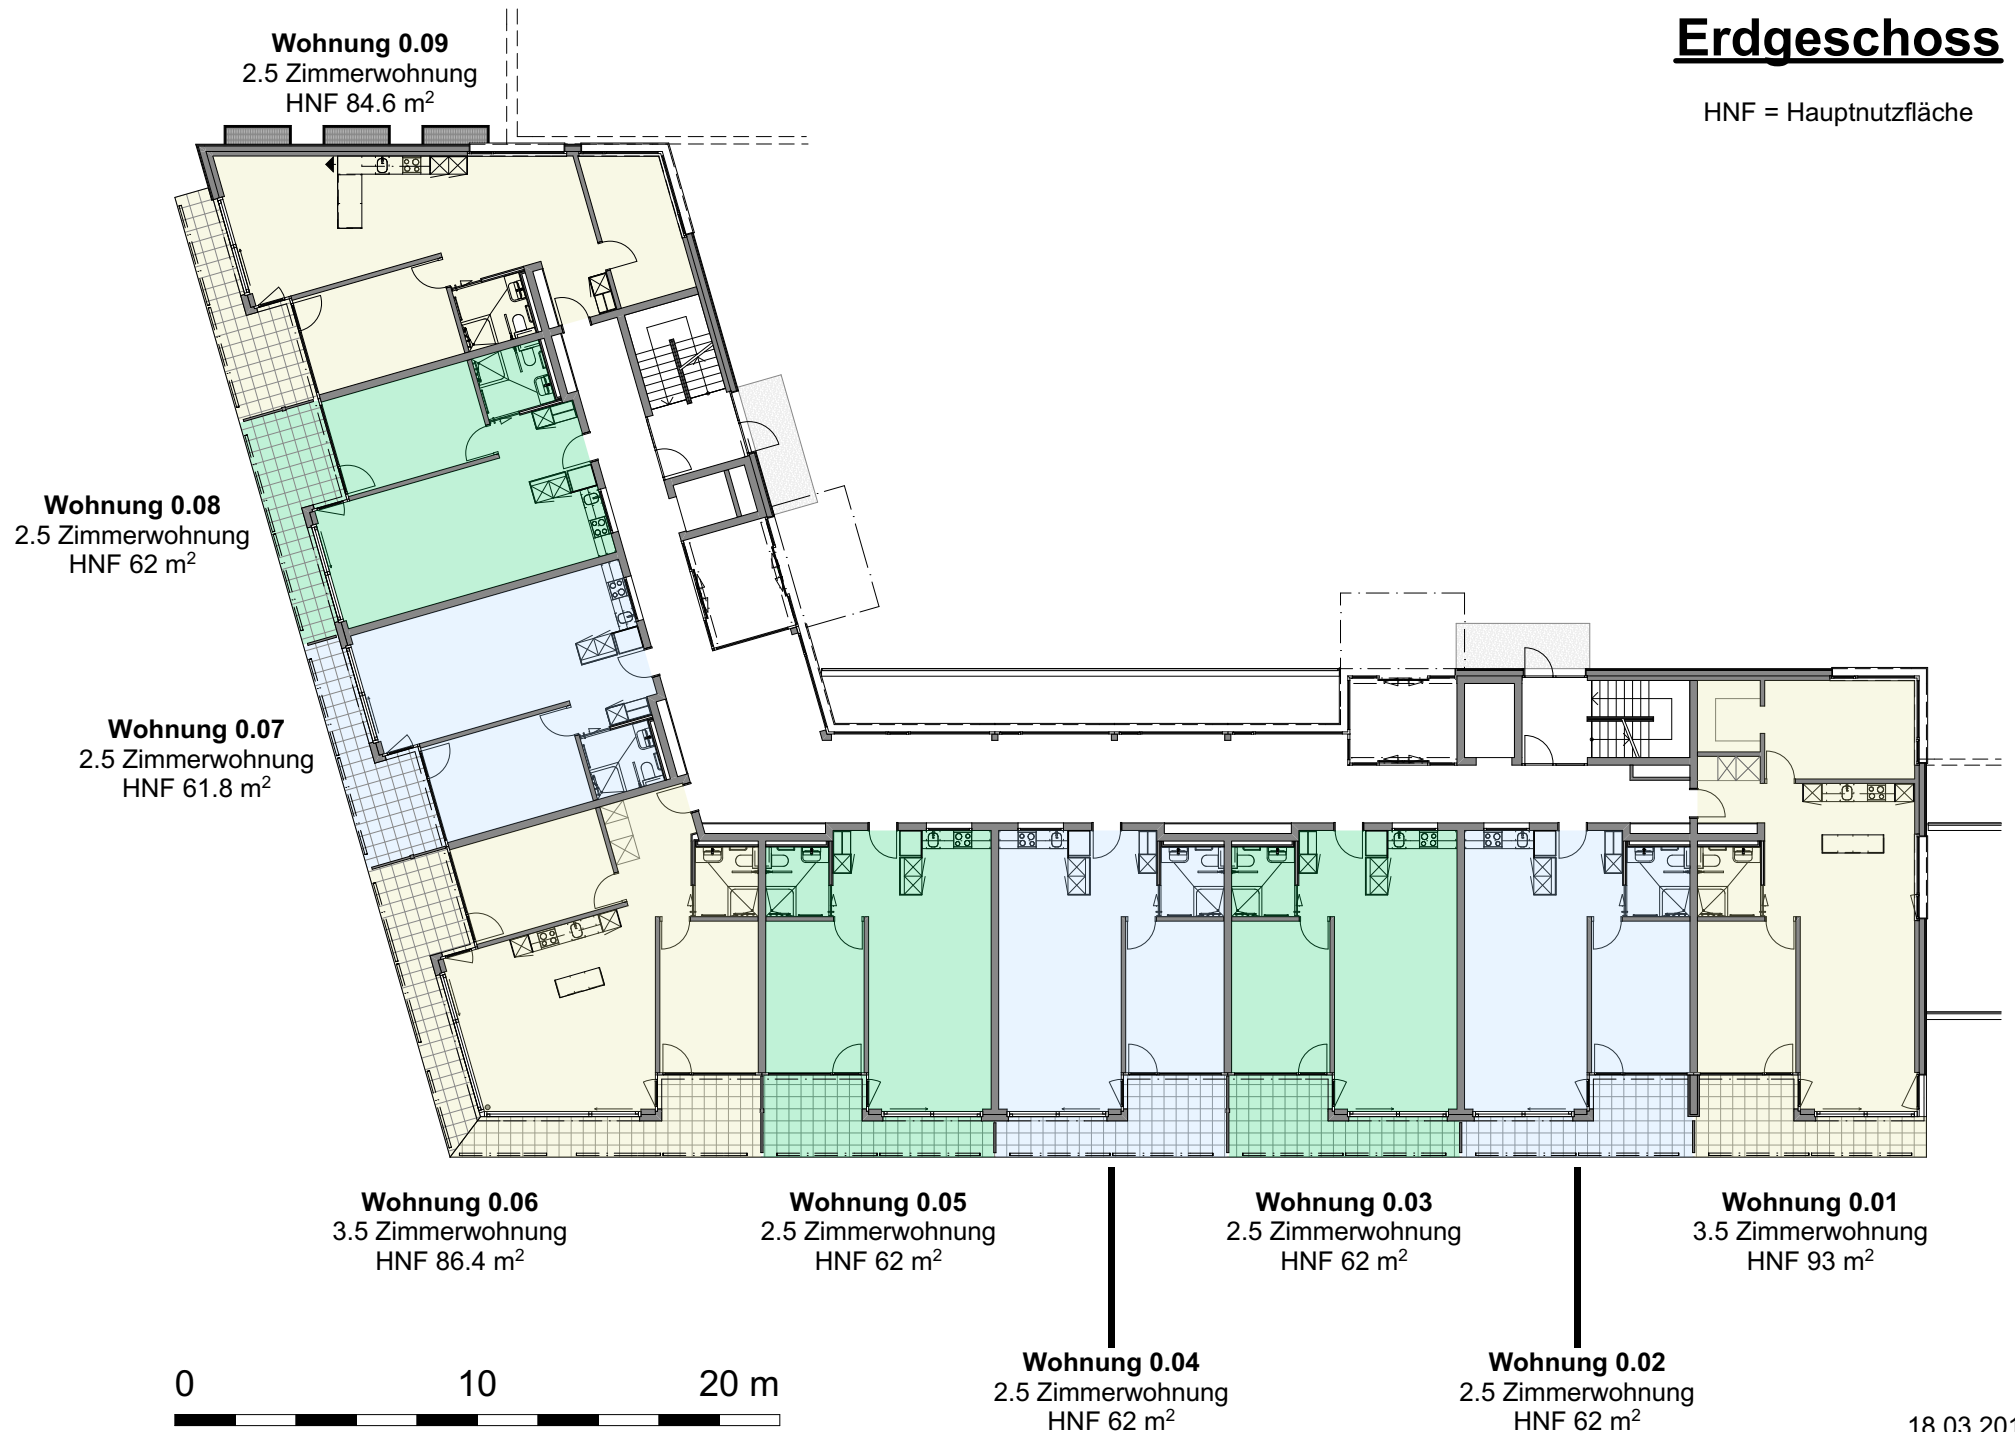 Erdgeschoss
HNF = Hauptnutzfläche
Wohnung 0.09
2.5 Zimmerwohnung
HNF 84.6 m²
Wohnung 0.08
2.5 Zimmerwohnung
HNF 62 m²
Wohnung 0.07
2.5 Zimmerwohnung
HNF 61.8 m²
Wohnung 0.06
3.5 Zimmerwohnung
HNF 86.4 m²
Wohnung 0.05
2.5 Zimmerwohnung
HNF 62 m²
Wohnung 0.03
2.5 Zimmerwohnung
HNF 62 m²
Wohnung 0.01
3.5 Zimmerwohnung
HNF 93 m²
Wohnung 0.04
2.5 Zimmerwohnung
HNF 62 m²
Wohnung 0.02
2.5 Zimmerwohnung
HNF 62 m²
0 10 20 m
18.03.201